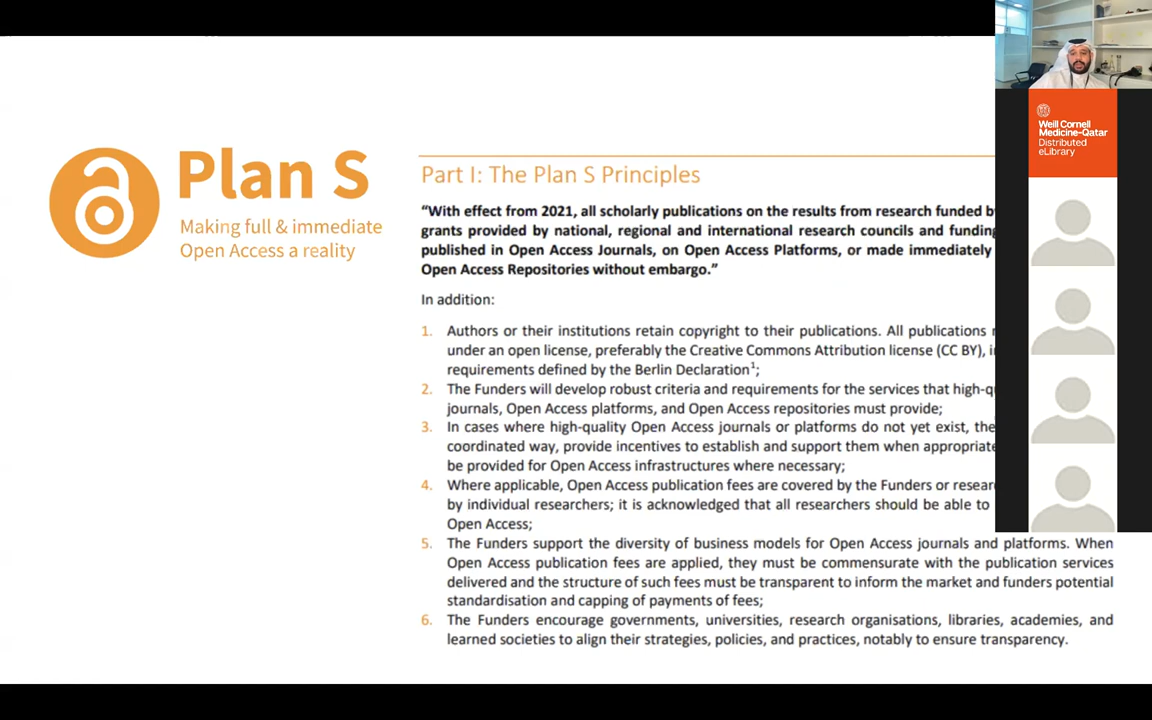 Plan S
Making full & immediate
Open Access a reality
Part I: The Plan S Principles
“With effect from 2021, all scholarly publications on the results from research funded
grants provided by national, regional and international research councils and
published in Open Access Journals, on Open Access Platforms, or made immediately
Open Access Repositories without embargo.”
In addition:
1. Authors or their institutions retain copyright to their publications. All publications
under an open license, preferably the Creative Commons Attribution license (CC BY),
requirements defined by the Berlin Declaration1;
2. The Funders will develop robust criteria and requirements for the services that
journals, Open Access platforms, and Open Access repositories must provide;
3. In cases where high-quality Open Access journals or platforms do not yet exist,
coordinated way, provide incentives to establish and support them when appropriate
be provided for Open Access infrastructures where necessary;
4. Where applicable, Open Access publication fees are covered by the Funders or
by individual researchers; it is acknowledged that all researchers should be able to
Open Access;
5. The Funders support the diversity of business models for Open Access journals and platforms. When
Open Access publication fees are applied, they must be commensurate with the publication services
delivered and the structure of such fees must be transparent to inform the market and funders potential
standardisation and capping of payments of fees;
6. The Funders encourage governments, universities, research organisations, libraries, academies, and
learned societies to align their strategies, policies, and practices, notably to ensure transparency.
Weill Cornell
Medicine-Qatar
Distributed
eLibrary